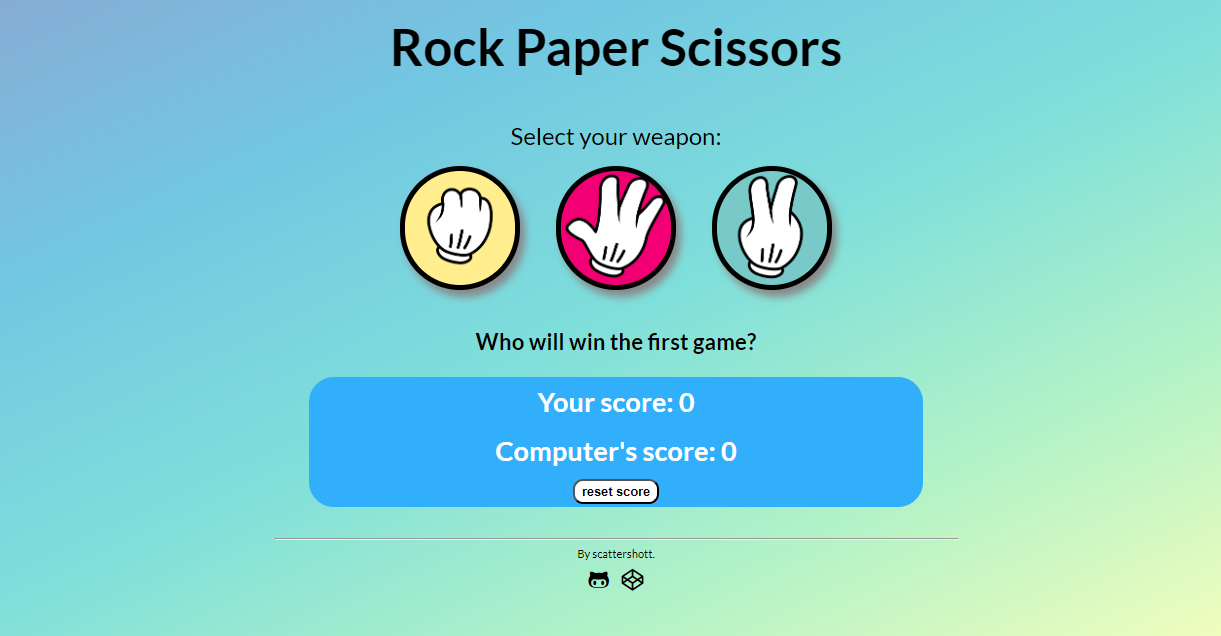 Rock Paper Scissors
Select your weapon:
Who will win the first game?
Your score: 0
Computer's score: 0
reset score
By scattershott.